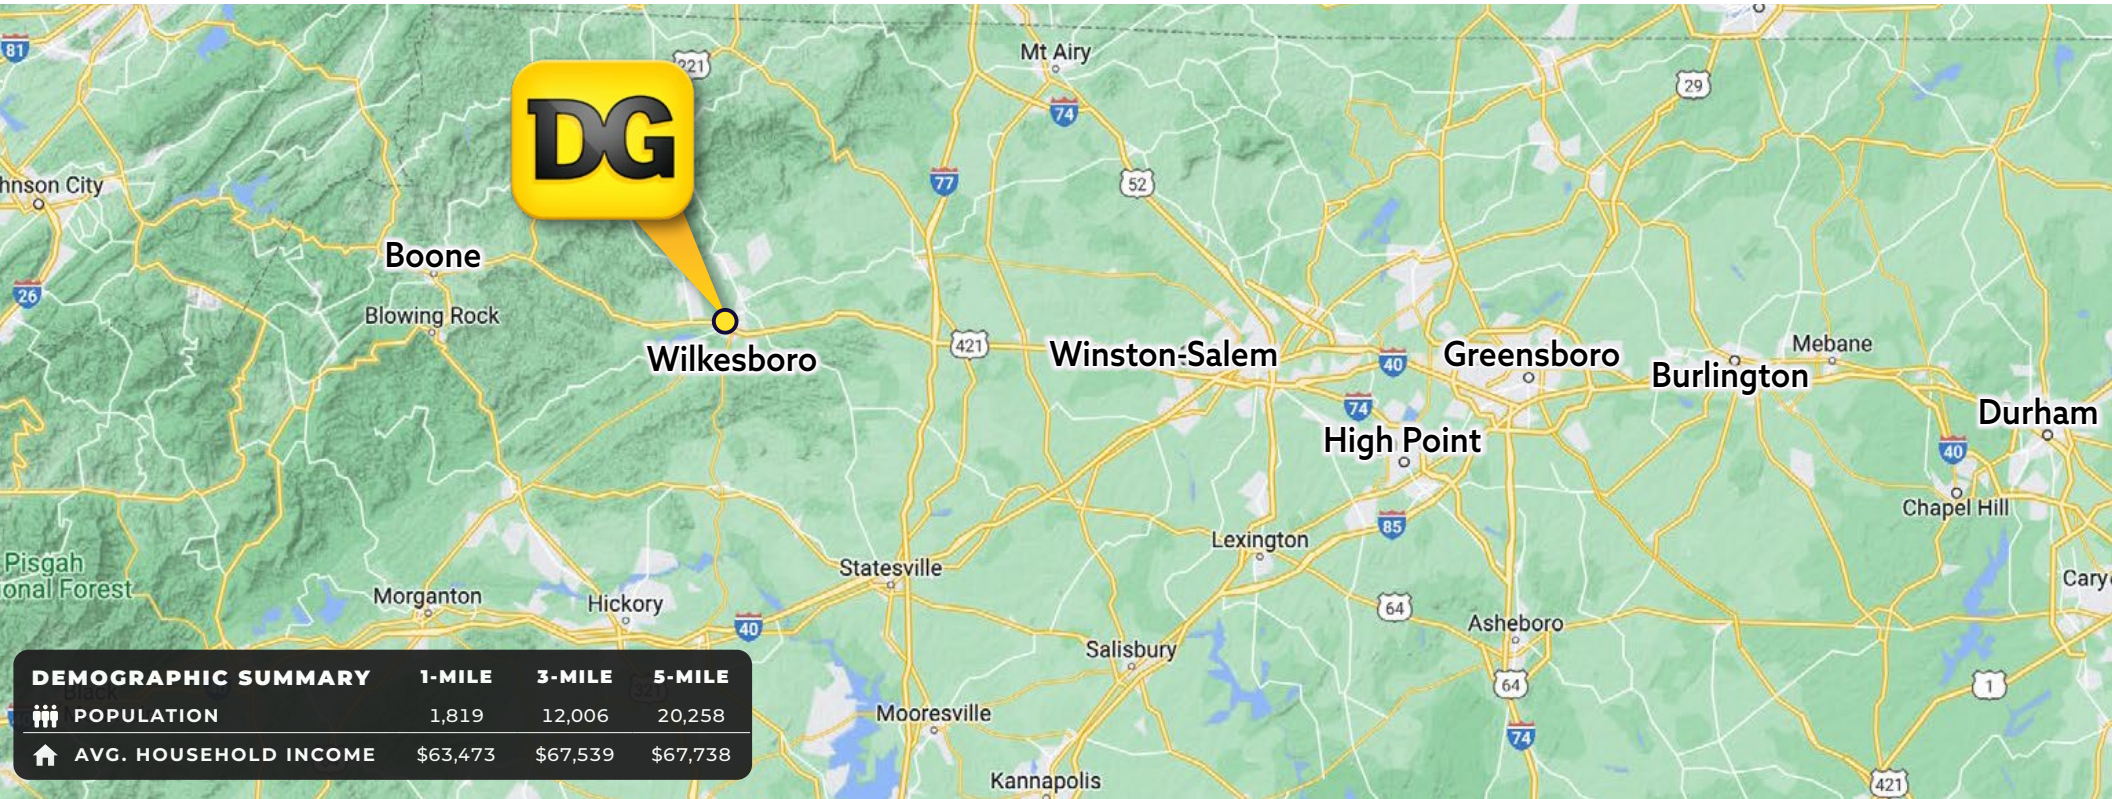 81
221
Mt Airy
29
74
DG
77
52
hnson City
Boone
26
Blowing Rock
Wilkesboro
421
Winston-Salem
40
Greensboro
Mebane
Burlington
74
High Point
Durham
40
Chapel Hill
85
Lexington
Pisgah
onal Forest
Statesville
Cary
Morganton
Hickory
40
64
Asheboro
Salisbury
64
1
Mooresville
74
Kannapolis
421
Black
321
DEMOGRAPHIC SUMMARY 1-MILE 3-MILE 5-MILE
POPULATION 1,819 12,006 20,258
AVG. HOUSEHOLD INCOME $63,473 $67,539 $67,738